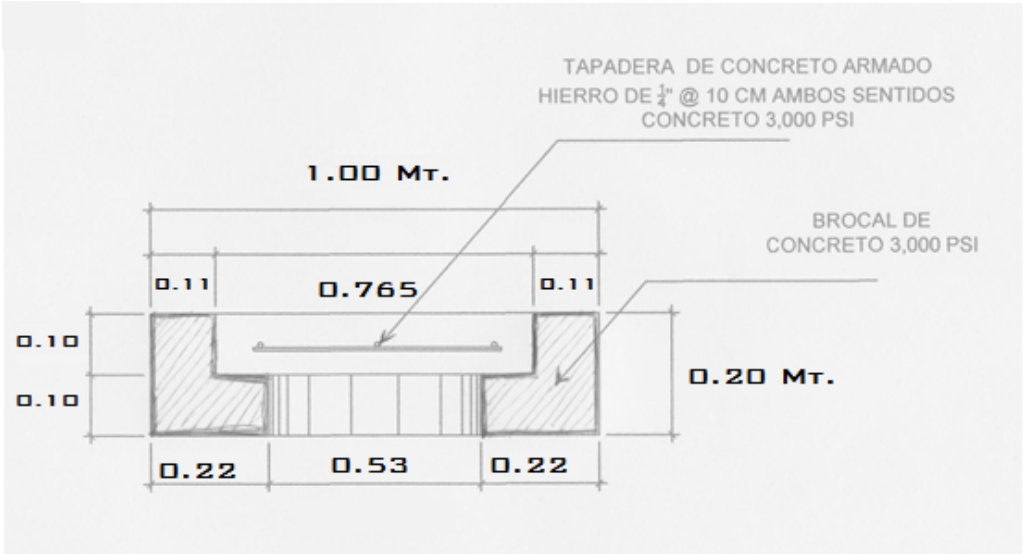 TAPADERA DE CONCRETO ARMADO
HIERRO DE 1/4" @ 10 CM AMBOS SENTIDOS
CONCRETO 3,000 PSI
1.00 Mt.
BROCAL DE
CONCRETO 3,000 PSI
0.11
0.765
0.11
0.10
0.10
0.20 Mt.
0.22
0.53
0.22